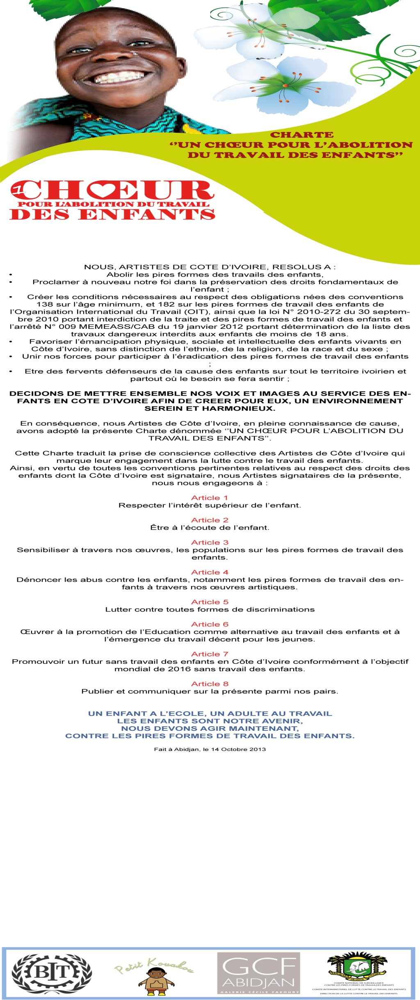 CHARTE
‘’UN CHŒUR POUR L’ABOLITION
DU TRAVAIL DES ENFANTS’’
1 CHŒUR
POUR L’ABOLITION DU TRAVAIL
DES ENFANTS
NOUS, ARTISTES DE COTE D’IVOIRE, RESOLUS A :
• Abolir les pires formes des travails des enfants,
• Proclamer à nouveau notre foi dans la préservation des droits fondamentaux de
l’enfant ;
• Créer les conditions nécessaires au respect des obligations nées des conventions
138 sur l’âge minimum, et 182 sur les pires formes de travail des enfants de
l’Organisation International du Travail (OIT), ainsi que la loi N° 2010-272 du 30 septem-
bre 2010 portant interdiction de la traite et des pires formes de travail des enfants et
l’arrêté N° 009 MEMEASS/CAB du 19 janvier 2012 portant détermination de la liste des
travaux dangereux interdits aux enfants de moins de 18 ans.
• Favoriser l’émancipation physique, sociale et intellectuelle des enfants vivants en
Côte d’Ivoire, sans distinction de l’ethnie, de la religion, de la race et du sexe ;
• Unir nos forces pour participer à l’éradication des pires formes de travail des enfants
;
• Etre des fervents défenseurs de la cause des enfants sur tout le territoire ivoirien et
partout où le besoin se fera sentir ;
DECIDONS DE METTRE ENSEMBLE NOS VOIX ET IMAGES AU SERVICE DES EN-
FANTS EN COTE D’IVOIRE AFIN DE CREER POUR EUX, UN ENVIRONNEMENT
SEREIN ET HARMONIEUX.
En conséquence, nous Artistes de Côte d’Ivoire, en pleine connaissance de cause,
avons adopté la présente Charte dénommée ‘’UN CHŒUR POUR L’ABOLITION DU
TRAVAIL DES ENFANTS’’.
Cette Charte traduit la prise de conscience collective des Artistes de Côte d’Ivoire qui
marque leur engagement dans la lutte contre le travail des enfants.
Ainsi, en vertu de toutes les conventions pertinentes relatives au respect des droits des
enfants dont la Côte d’Ivoire est signataire, nous Artistes signataires de la présente,
nous nous engageons à :
Article 1
Respecter l’intérêt supérieur de l’enfant.
Article 2
Être à l’écoute de l’enfant.
Article 3
Sensibiliser à travers nos œuvres, les populations sur les pires formes de travail des
enfants.
Article 4
Dénoncer les abus contre les enfants, notamment les pires formes de travail des en-
fants à travers nos œuvres artistiques.
Article 5
Lutter contre toutes formes de discriminations
Article 6
Œuvrer à la promotion de l’Education comme alternative au travail des enfants et à
l’émergence du travail décent pour les jeunes.
Article 7
Promouvoir un futur sans travail des enfants en Côte d’Ivoire conformément à l’objectif
mondial de 2016 sans travail des enfants.
Article 8
Publier et communiquer sur la présente parmi nos pairs.
UN ENFANT A L’ECOLE, UN ADULTE AU TRAVAIL
LES ENFANTS SONT NOTRE AVENIR,
NOUS DEVONS AGIR MAINTENANT,
CONTRE LES PIRES FORMES DE TRAVAIL DES ENFANTS.
Fait à Abidjan, le 14 Octobre 2013
BIT
Petit Kouakou
GCF
ABIDJAN
GALERIE CÉCILE FAKOURY
REPUBLIQUE DE COTE D'IVOIRE
COMITE NATIONAL DE SURVEILLANCE
CONTRE LES PIRES FORMES DE TRAVAILDES ENFANTS
COMITE INTERMINISTERIEL DE LUTTE CONTRE LE TRAVAIL DES ENFANTS
DIRECTION DE LA LUTTE CONTRE LE TRAVAIL DES ENFANTS